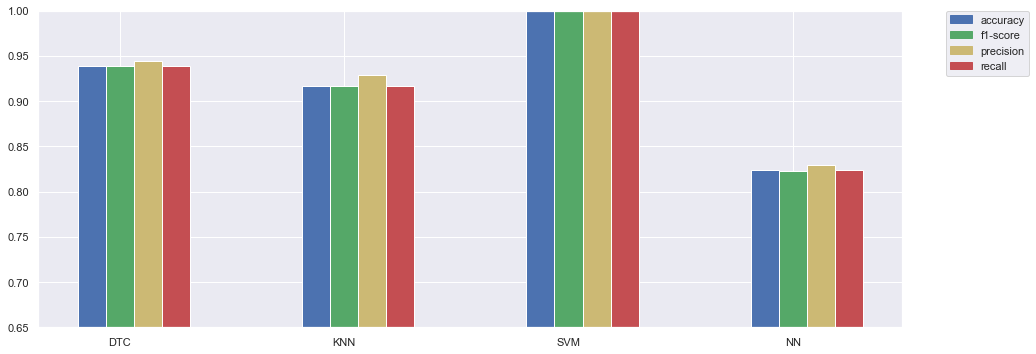 1.00
0.95
0.90
0.85
0.80
0.75
0.70
0.65
DTC
KNN
SVM
NN
accuracy
f1-score
precision
recall